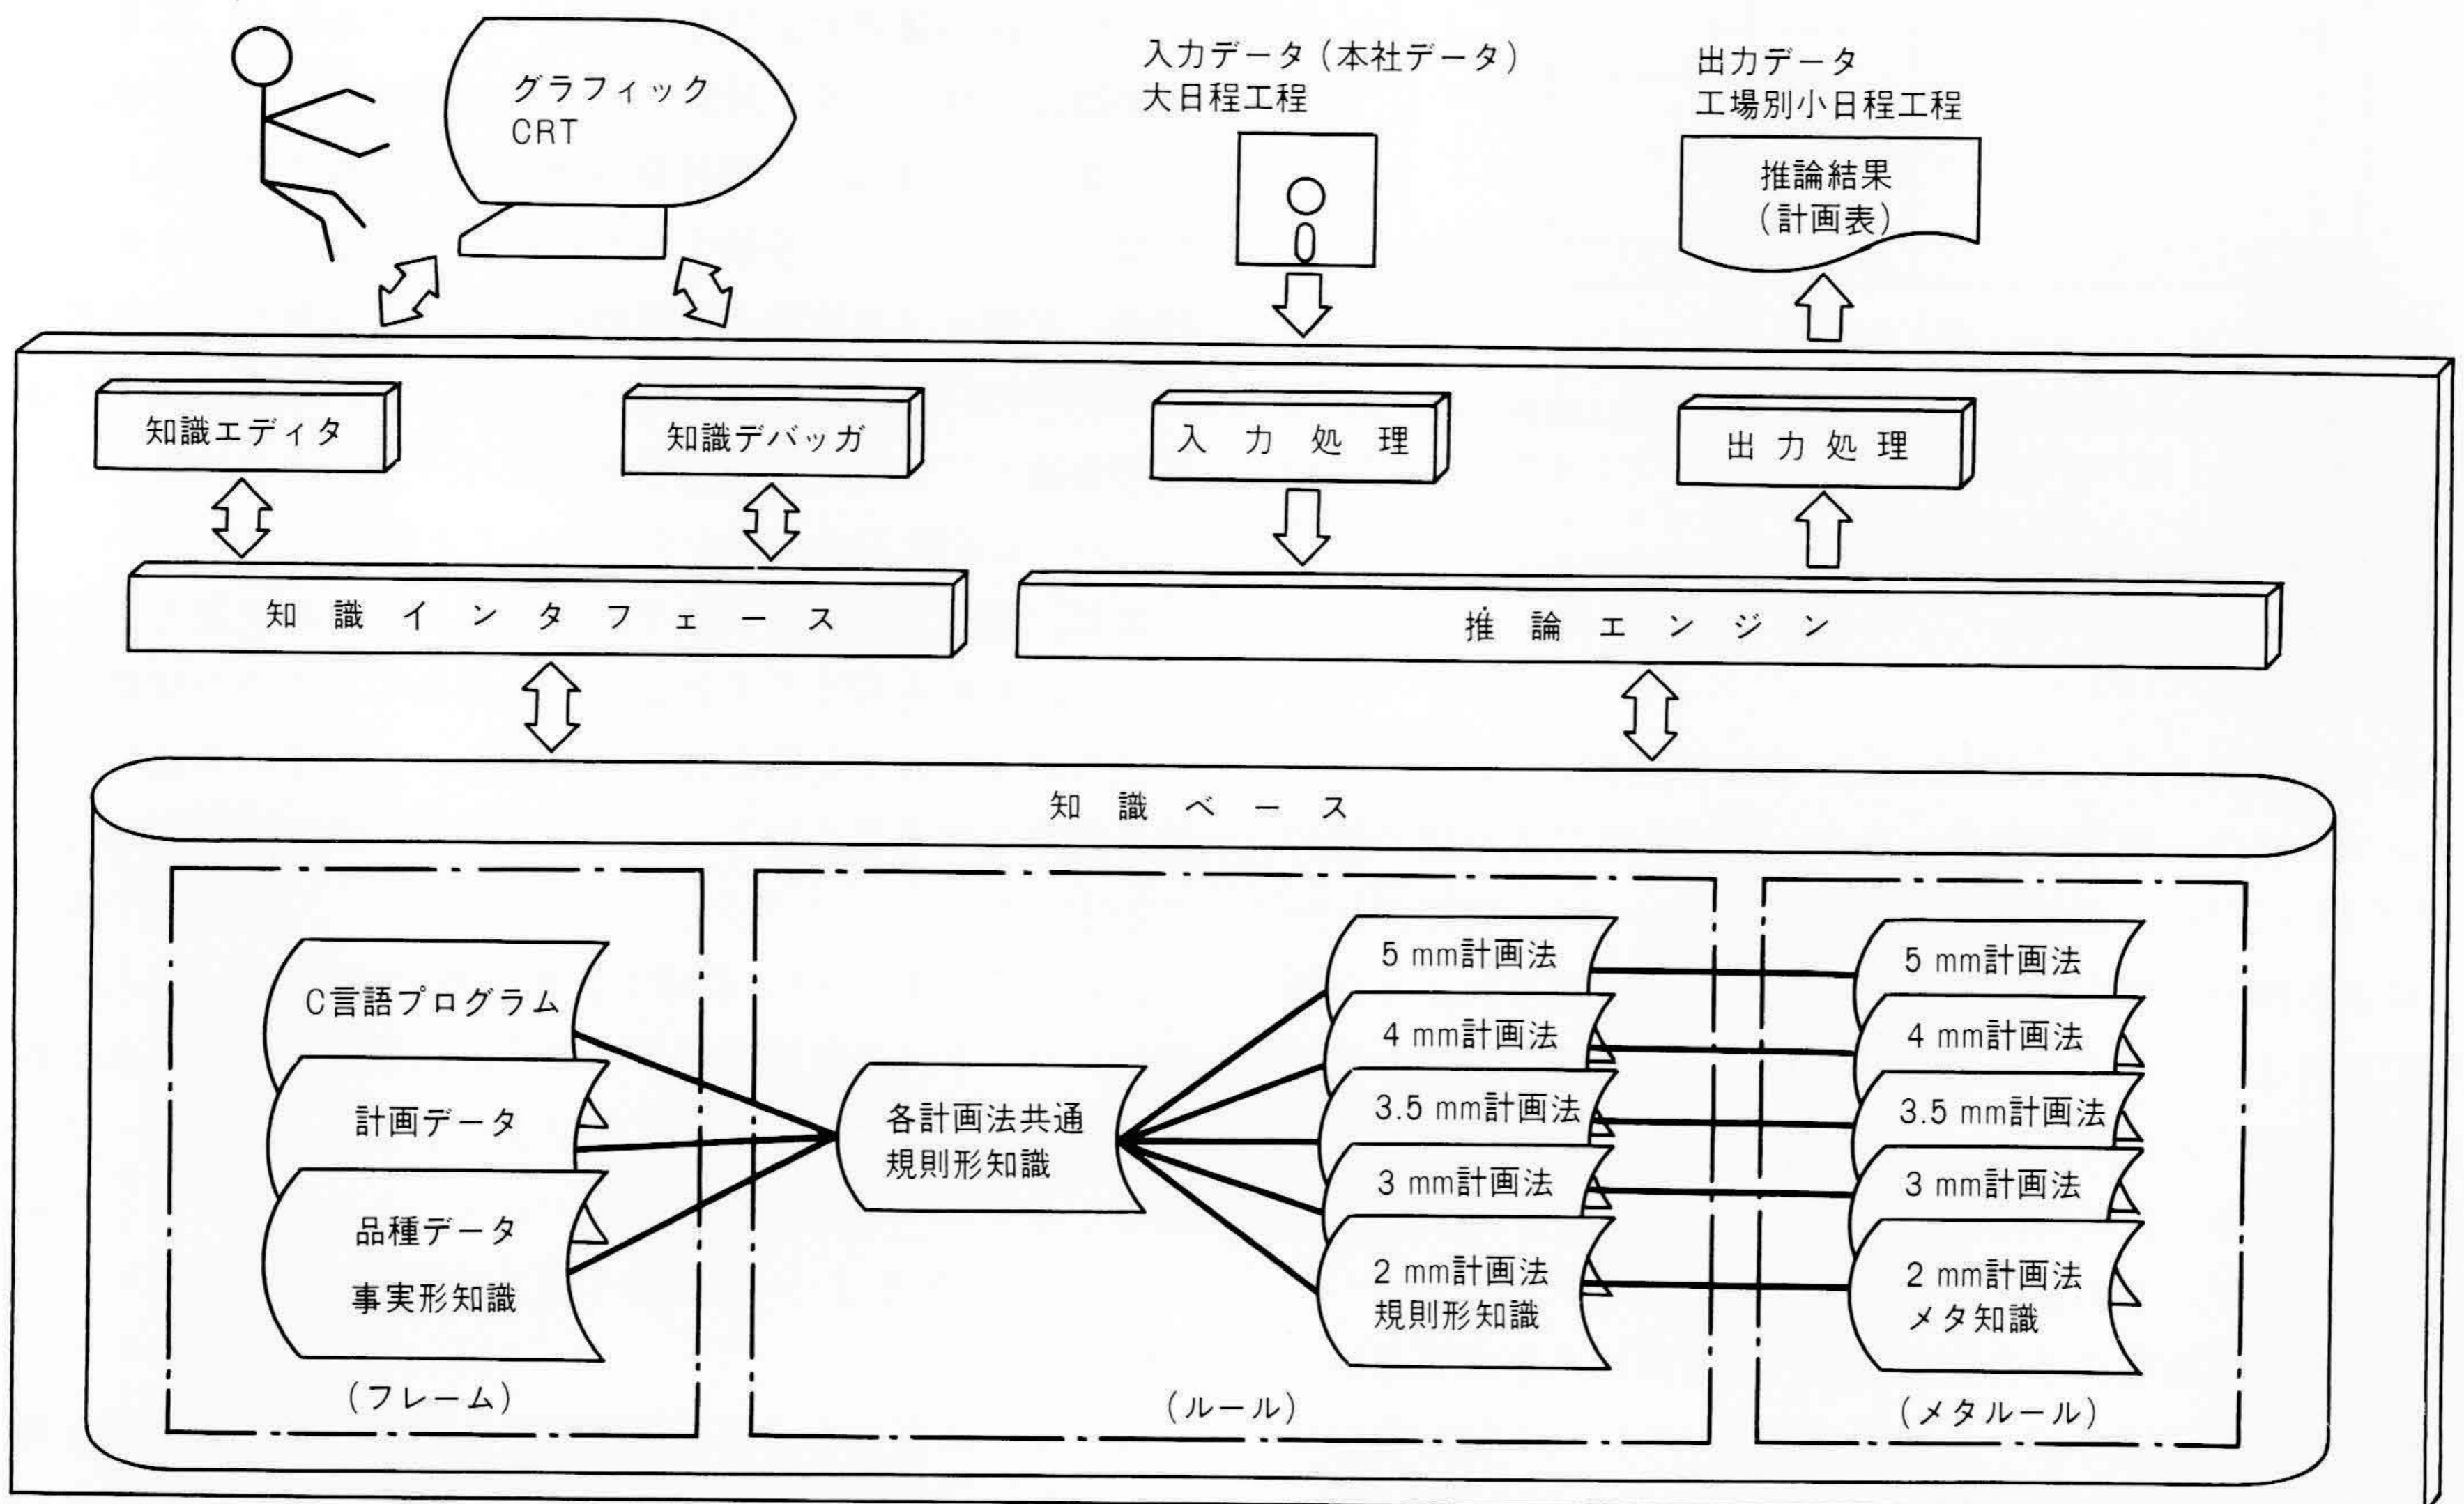 グラフィック
CRT
入力データ(本社データ)
大日程工程
出力データ
工場別小日程工程
推論結果
(計画表)
知識エディタ
知識デバッガ
入力処理
出力処理
知識インタフェース
推論エンジン
知識ベース
C言語プログラム
計画データ
品種データ
事実形知識
(フレーム)
各計画法共通
規則形知識
5 mm計画法
4 mm計画法
3.5 mm計画法
3 mm計画法
2 mm計画法
規則形知識
(ルール)
5 mm計画法
4 mm計画法
3.5 mm計画法
3 mm計画法
2 mm計画法
メタ知識
(メタルール)